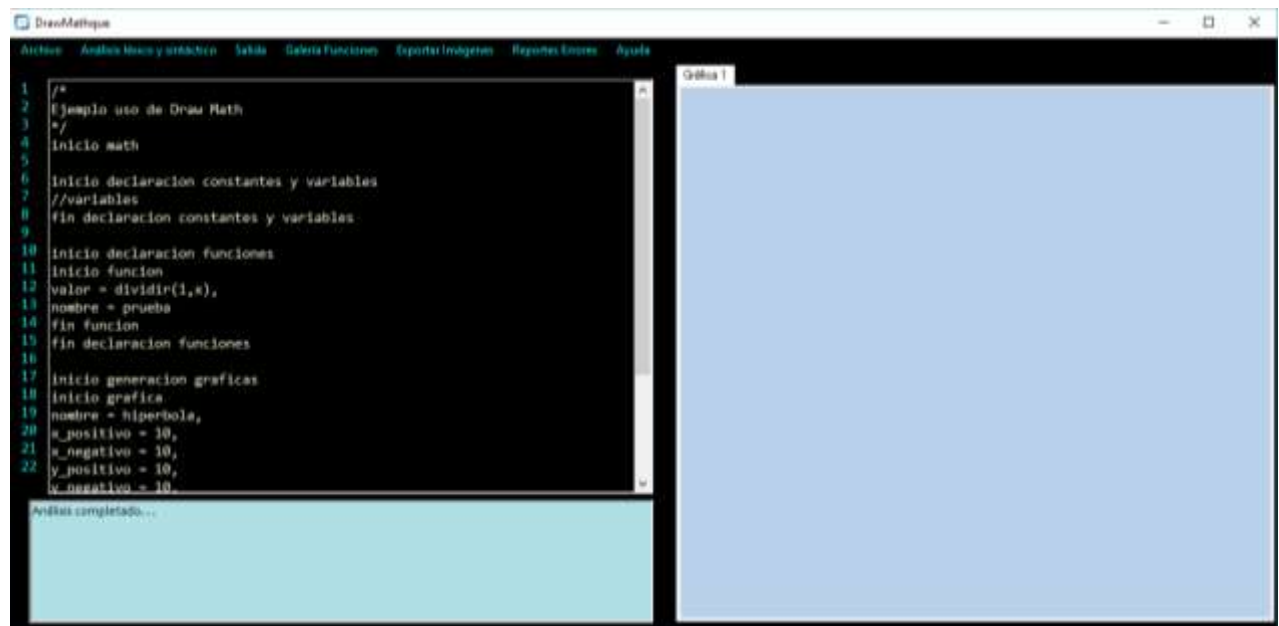 DrawMathique
Archivo Análisis léxico y sintáctico Salida Galería Funciones Exportar Imágenes Reportes Errores Ayuda
Gráfica 1
1 /*
2 Ejemplo uso de Draw Math
3 */
4 inicio math
5
6 inicio declaracion constantes y variables
7 //variables
8 fin declaracion constantes y variables
9
10 inicio declaracion funciones
11 inicio funcion
12 valor = dividir(1,x),
13 nombre = prueba
14 fin funcion
15 fin declaracion funciones
16
17 inicio generacion graficas
18 inicio grafica
19 nombre = hiperbola,
20 x_positivo = 10,
21 x_negativo = 10,
22 y_positivo = 10,
y_negativo = 10,
Análisis completado...